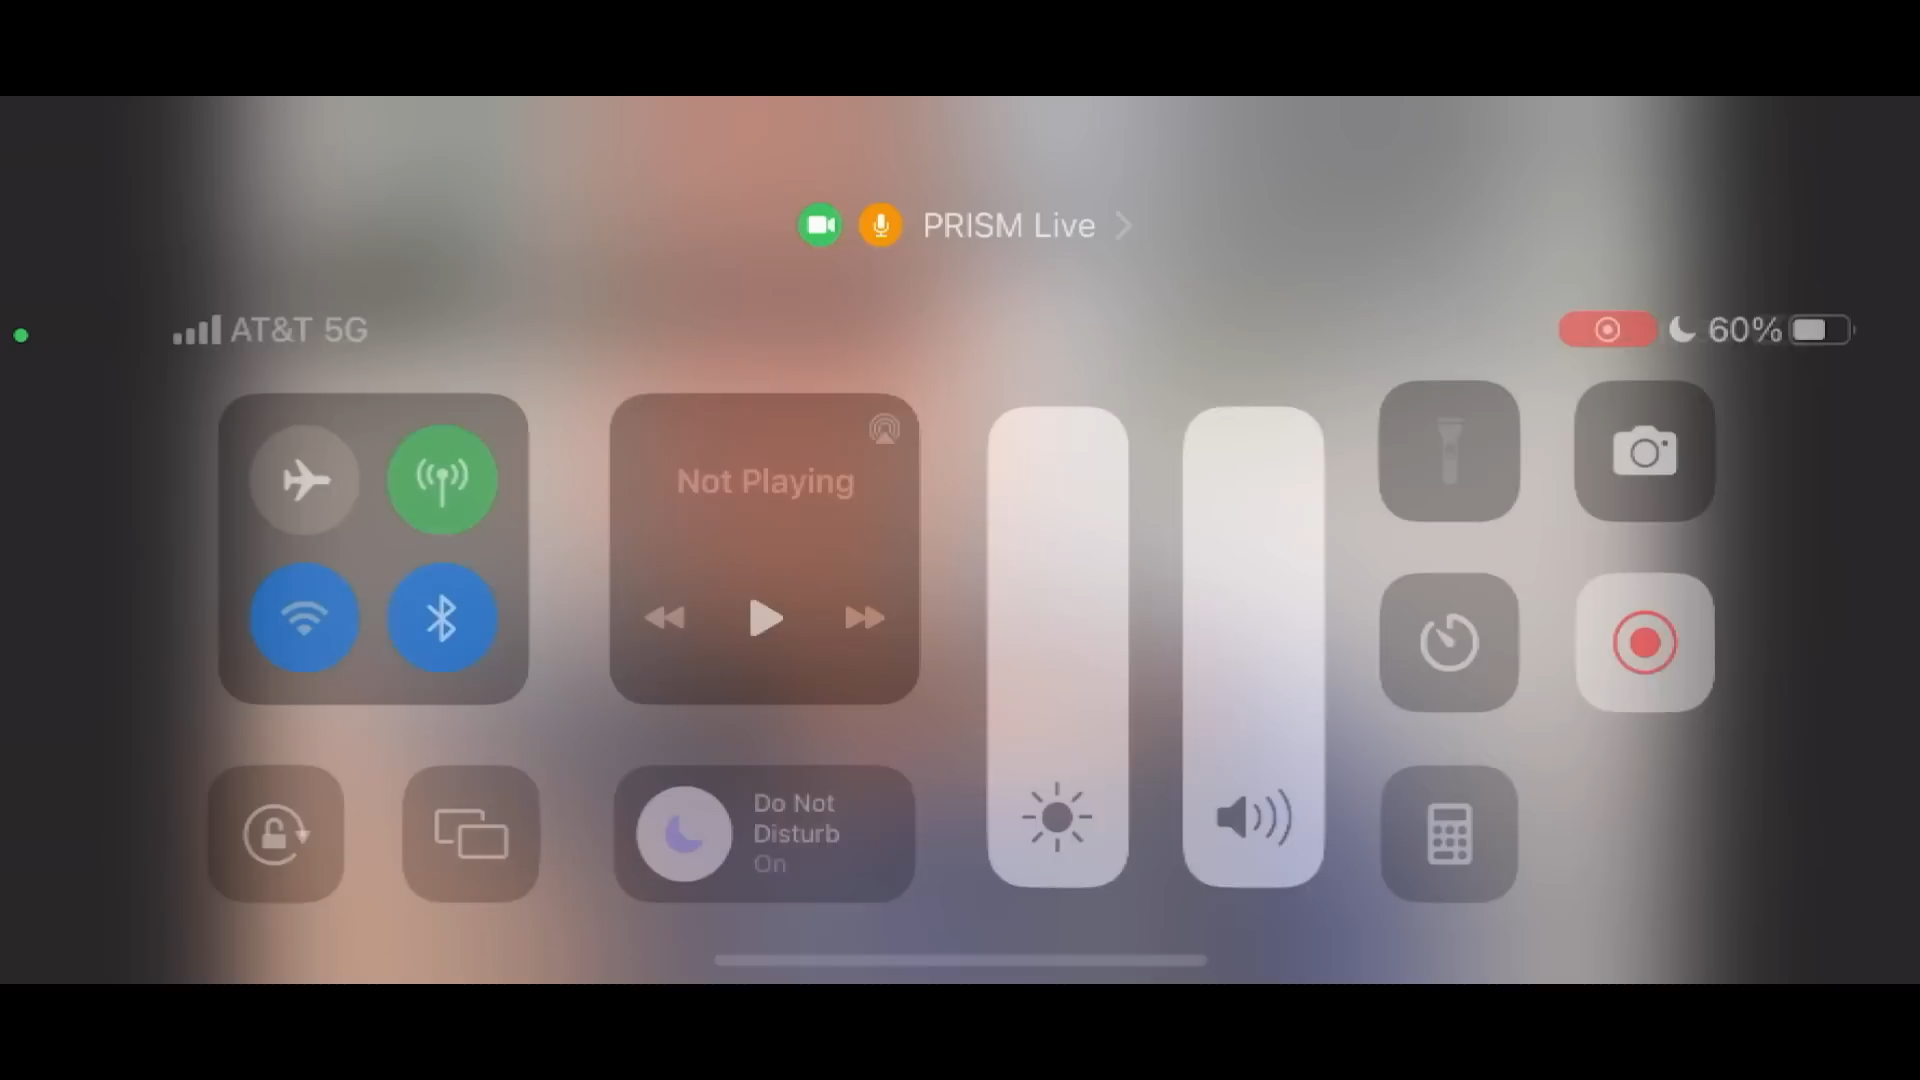 PRISM Live
AT&T 5G
60%
Not Playing
Do Not
Disturb
On